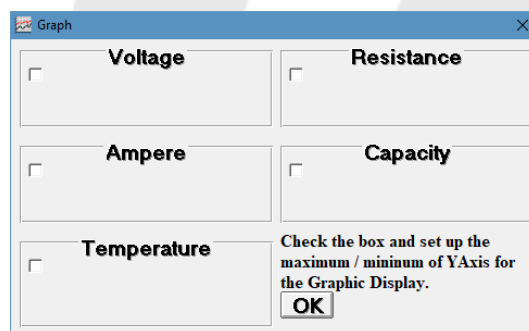 Graph
Voltage
Resistance
Ampere
Capacity
Temperature
Check the box and set up the
maximum / mininum of YAxis for
the Graphic Display.
OK